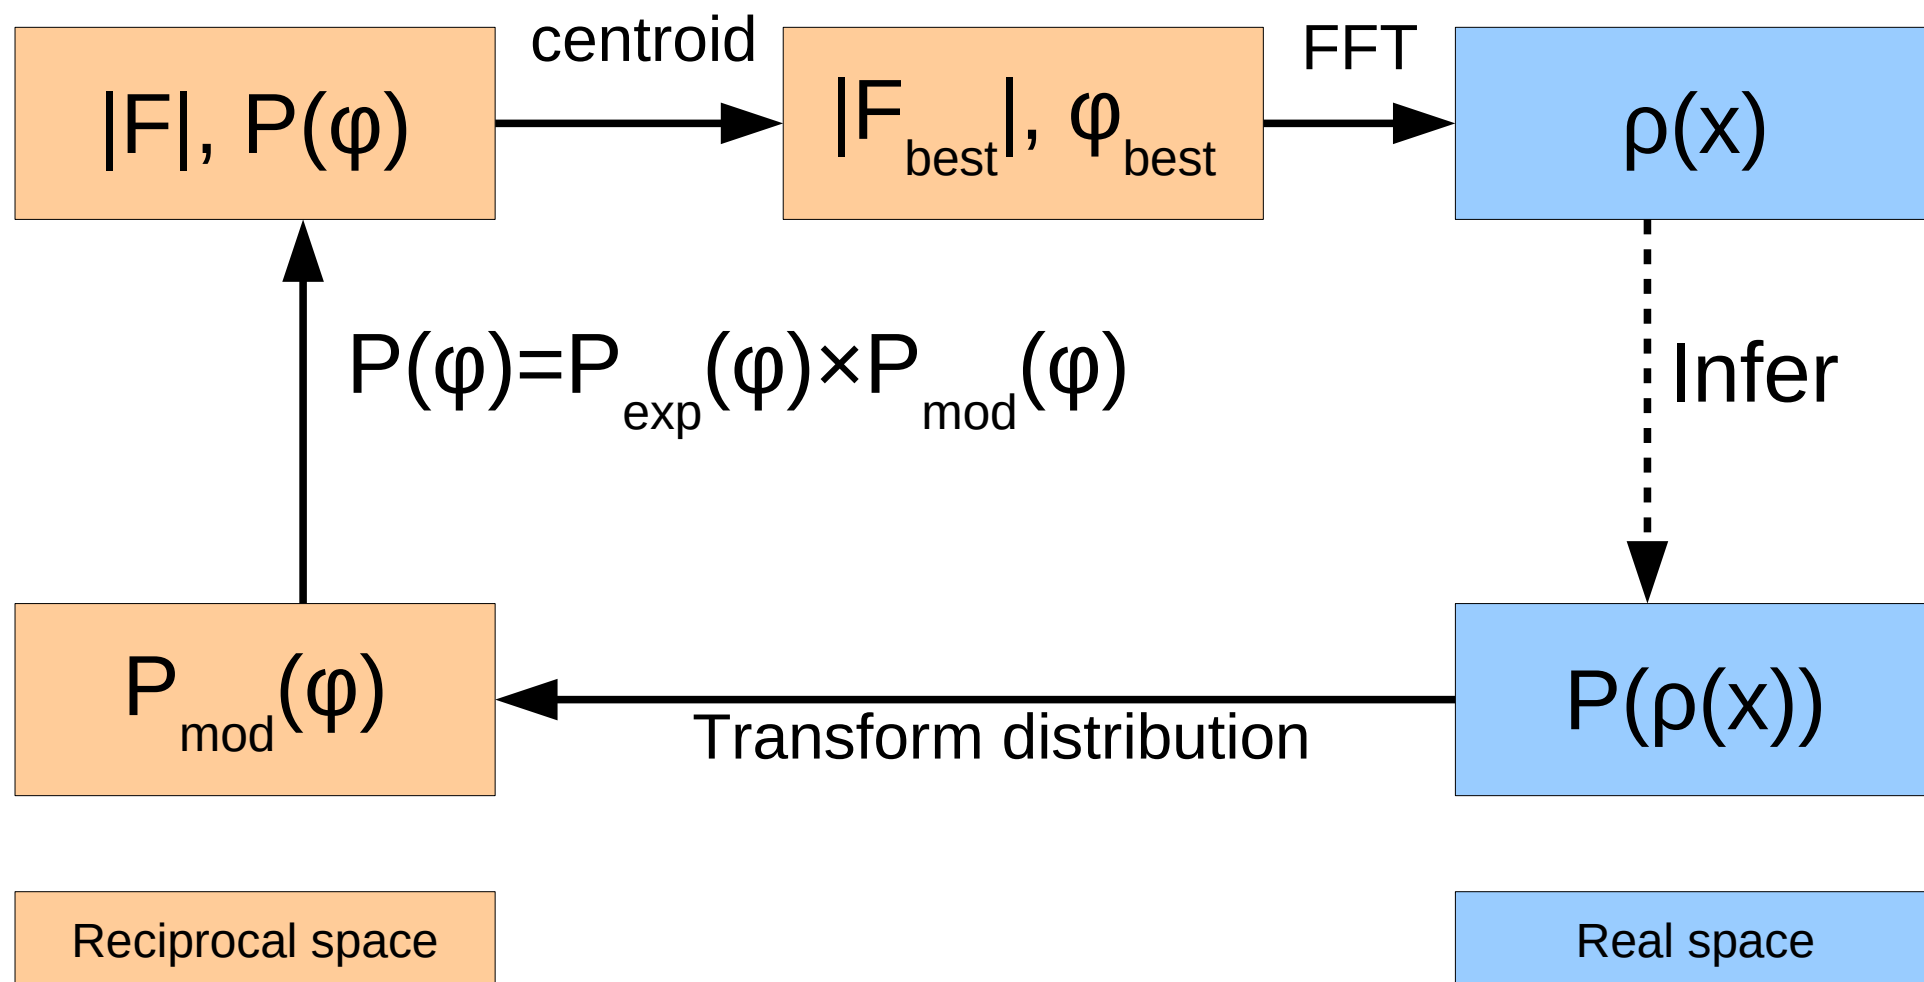 centroid
FFT
|F|, P(φ)
|F_best|, φ_best
ρ(x)
P(φ)=P_exp(φ)×P_mod(φ)
Infer
P_mod(φ)
Transform distribution
P(ρ(x))
Reciprocal space
Real space